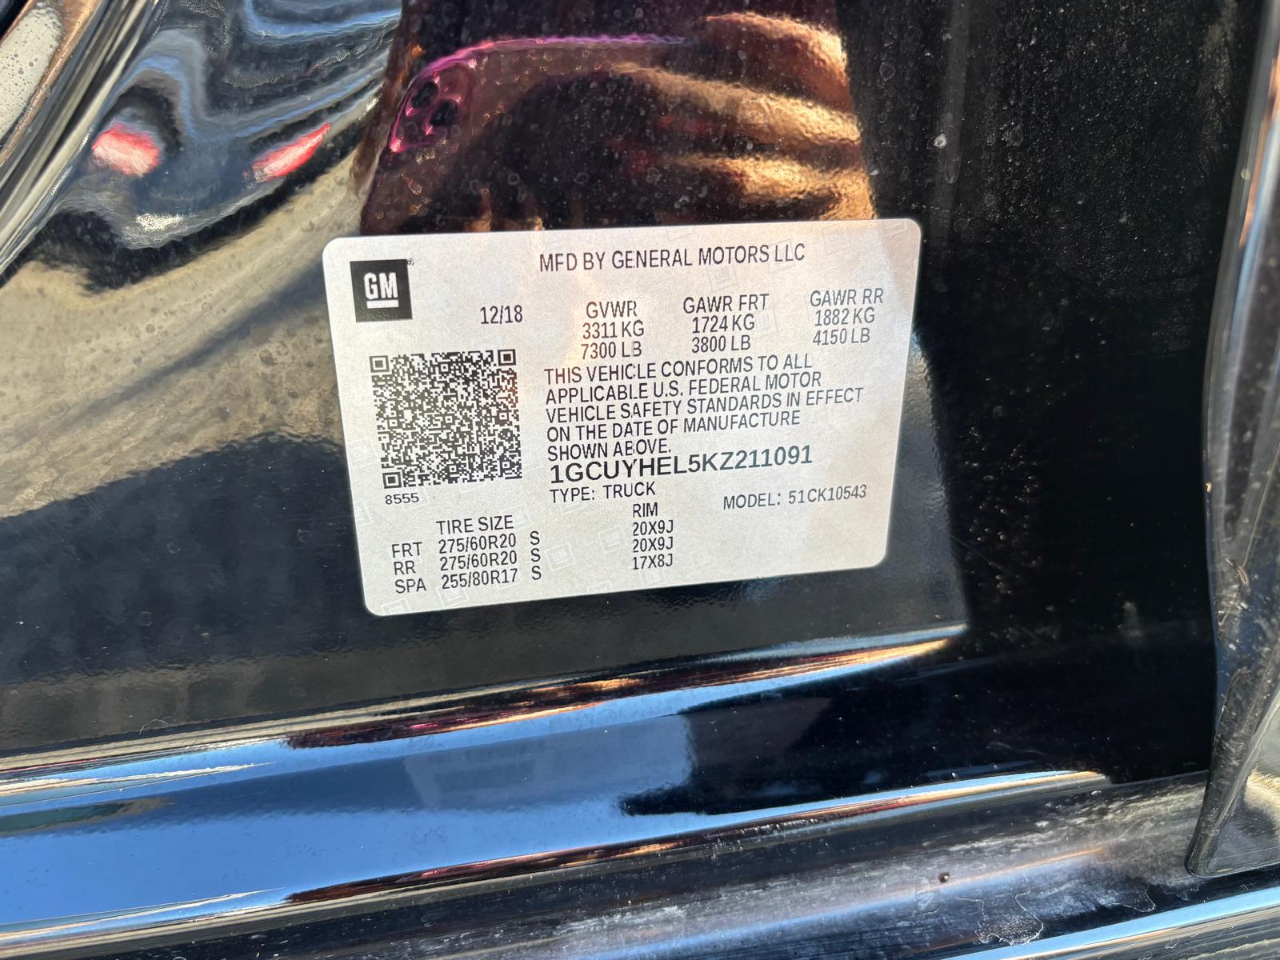 MFD BY GENERAL MOTORS LLC
GM
12/18
GVWR GAWR FRT GAWR RR
3311 KG 1724 KG 1882 KG
7300 LB 3800 LB 4150 LB
THIS VEHICLE CONFORMS TO ALL
APPLICABLE U.S. FEDERAL MOTOR
VEHICLE SAFETY STANDARDS IN EFFECT
ON THE DATE OF MANUFACTURE
SHOWN ABOVE.
1GCUYHEL5KZ211091
8555
TYPE: TRUCK MODEL: 51CK10543
TIRE SIZE RIM
FRT 275/60R20 S 20X9J
RR 275/60R20 S 20X9J
SPA 255/80R17 S 17X8J